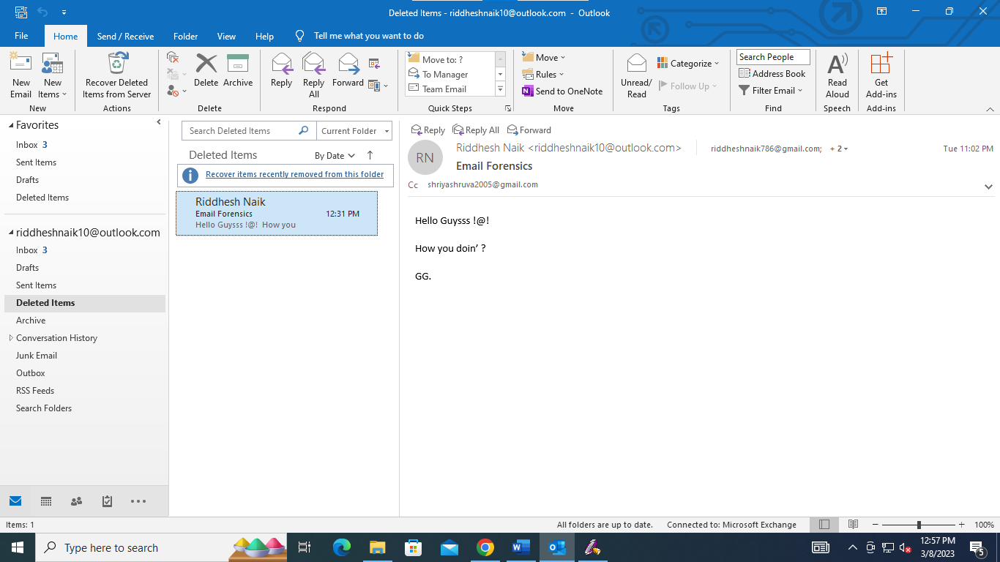 Deleted Items - riddheshnaik10@outlook.com - Outlook
File Home Send / Receive Folder View Help Tell me what you want to do
New Email
New Items
New
Recover Deleted Items from Server
Actions
Delete
Archive
Delete
Reply
Reply All
Forward
Respond
Move to: ?
To Manager
Team Email
Quick Steps
Move
Rules
Send to OneNote
Move
Unread/ Read
Categorize
Follow Up
Tags
Search People
Address Book
Filter Email
Find
Read Aloud
Speech
Get Add-ins
Add-ins
Favorites
Inbox 3
Sent Items
Drafts
Deleted Items
riddheshnaik10@outlook.com
Inbox 3
Drafts
Sent Items
Deleted Items
Archive
Conversation History
Junk Email
Outbox
RSS Feeds
Search Folders
Search Deleted Items
Current Folder
Deleted Items
By Date
Recover items recently removed from this folder
Riddhesh Naik
Email Forensics 12:31 PM
Hello Guysss !@! How you
Reply Reply All Forward
RN
Riddhesh Naik <riddheshnaik10@outlook.com>
riddheshnaik786@gmail.com; + 2
Tue 11:02 PM
Email Forensics
Cc shriyashruva2005@gmail.com
Hello Guysss !@!
How you doin’ ?
GG.
Items: 1
All folders are up to date.
Connected to: Microsoft Exchange
100%
Type here to search
12:57 PM
3/8/2023
5